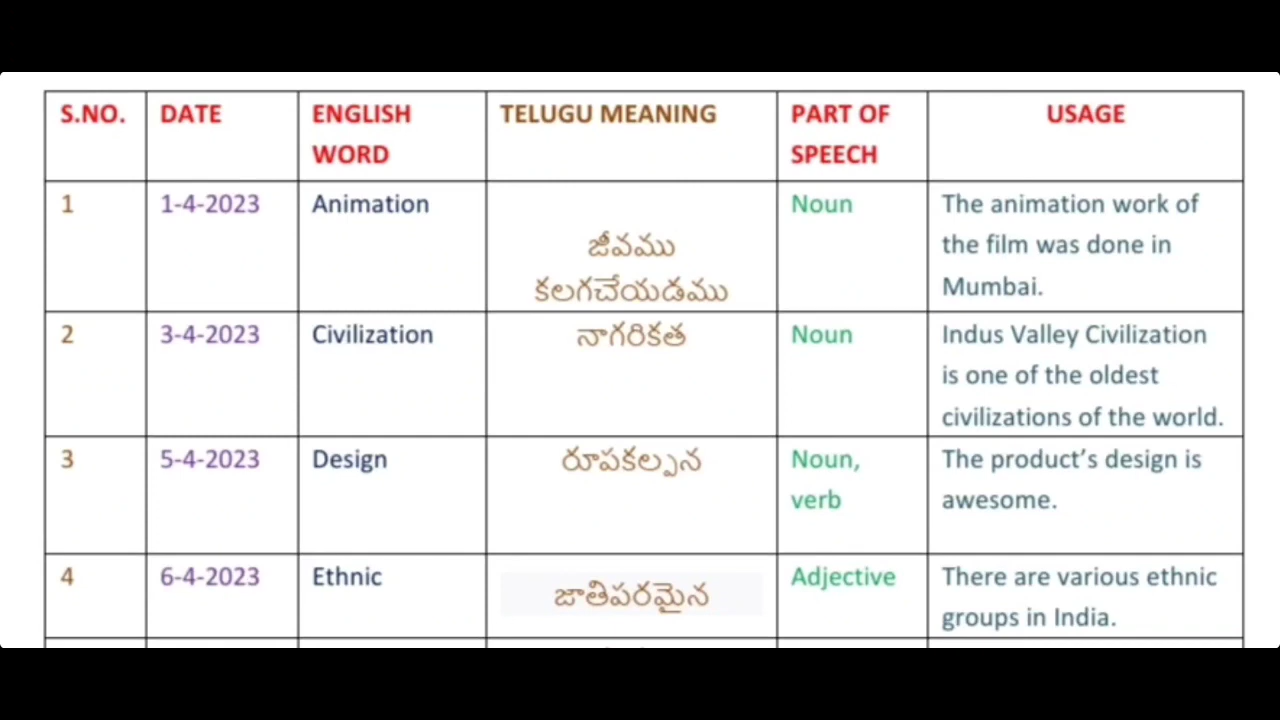 S.NO. DATE ENGLISH WORD TELUGU MEANING PART OF SPEECH USAGE
1 1-4-2023 Animation జీవము కలగచేయడము Noun The animation work of the film was done in Mumbai.
2 3-4-2023 Civilization నాగరికత Noun Indus Valley Civilization is one of the oldest civilizations of the world.
3 5-4-2023 Design రూపకల్పన Noun, verb The product’s design is awesome.
4 6-4-2023 Ethnic జాతిపరమైన Adjective There are various ethnic groups in India.